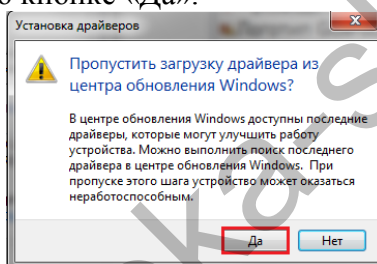 кнопке «Да».
Установка драйверов
Пропустить загрузку драйвера из
центра обновления Windows?
В центре обновления Windows доступны последние
драйверы, которые могут улучшить работу
устройства. Можно выполнить поиск последнего
драйвера в центре обновления Windows. При
пропуске этого шага устройство может оказаться
неработоспособным.
Да Нет